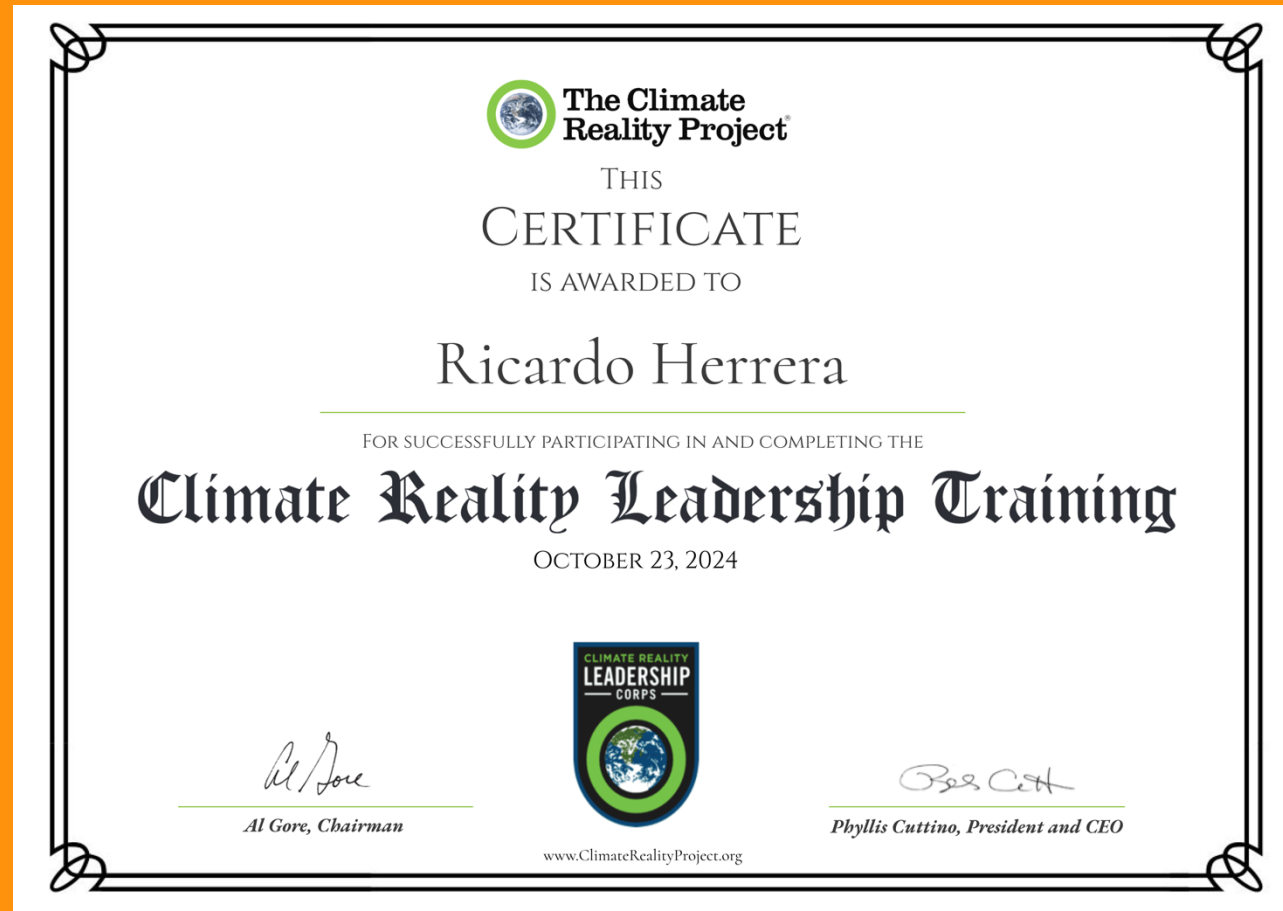 The Climate
Reality Project®
This
Certificate
is awarded to
Ricardo Herrera
For successfully participating in and completing the
Climate Reality Leadership Training
October 23, 2024
CLIMATE REALITY
LEADERSHIP
CORPS
Al Gore
Al Gore, Chairman
Phyllis Cuttino, President and CEO
www.ClimateRealityProject.org